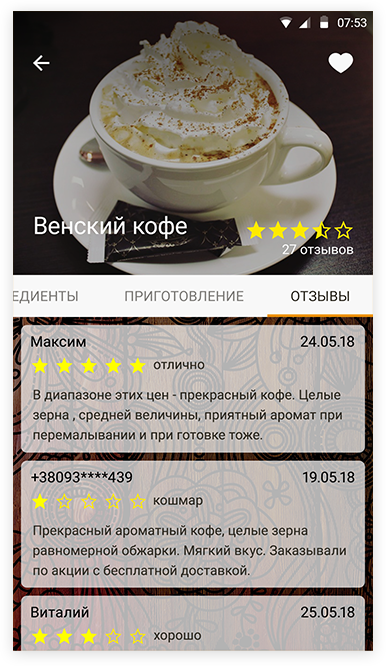 07:53
Венский кофе
27 отзывов
ЕДИЕНТЫ ПРИГОТОВЛЕНИЕ ОТЗЫВЫ
Максим 24.05.18
отлично
В диапазоне этих цен - прекрасный кофе. Целые
зерна , средней величины, приятный аромат при
перемалывании и при готовке тоже.
+38093****439 19.05.18
кошмар
Прекрасный ароматный кофе, целые зерна
равномерной обжарки. Мягкий вкус. Заказывали
по акции с бесплатной доставкой.
Виталий 25.05.18
хорошо